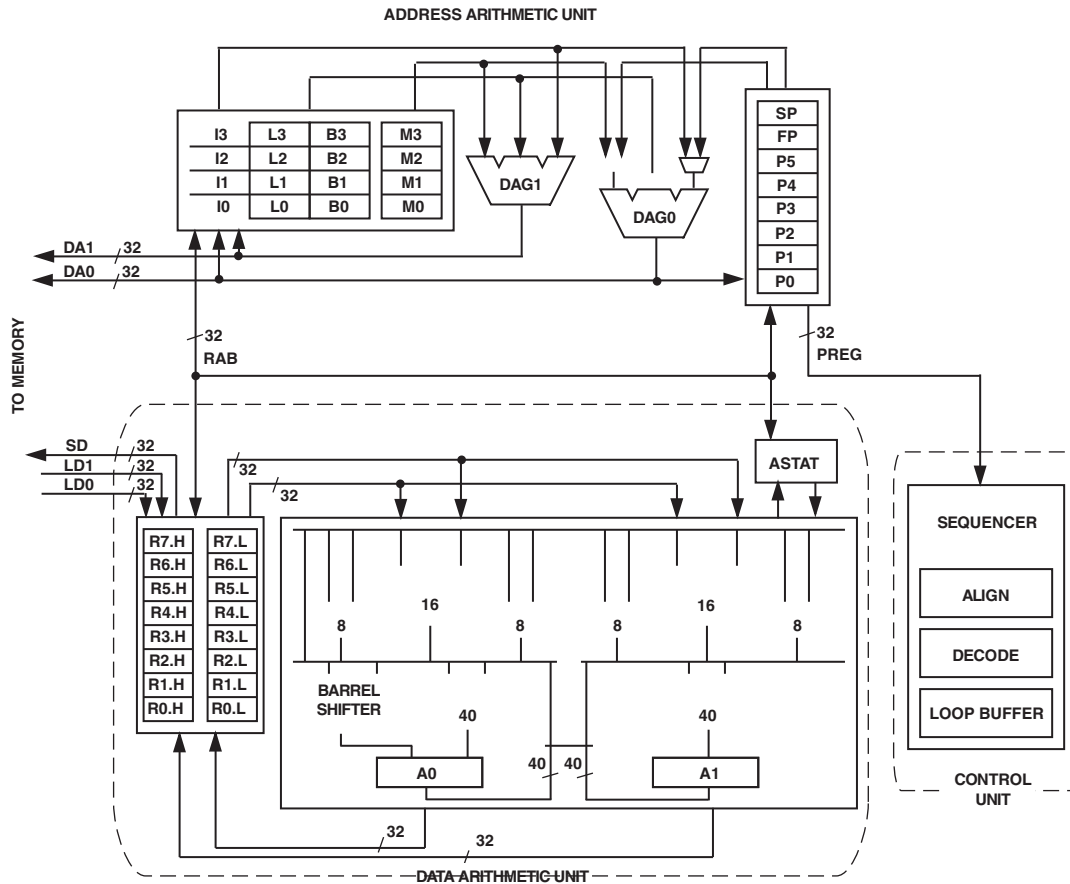 ADDRESS ARITHMETIC UNIT
I3 L3 B3 M3
I2 L2 B2 M2
I1 L1 B1 M1
I0 L0 B0 M0
DAG1
DAG0
SP
FP
P5
P4
P3
P2
P1
P0
DA1 32
DA0 32
TO MEMORY
32
RAB
32
PREG
SD 32
LD1 32
LD0 32
32
32
ASTAT
R7.H R7.L
R6.H R6.L
R5.H R5.L
R4.H R4.L
R3.H R3.L
R2.H R2.L
R1.H R1.L
R0.H R0.L
16 16
8 8 8 8
BARREL
SHIFTER
40 40
A0 40 40 A1
32
32
DATA ARITHMETIC UNIT
SEQUENCER
ALIGN
DECODE
LOOP BUFFER
CONTROL
UNIT